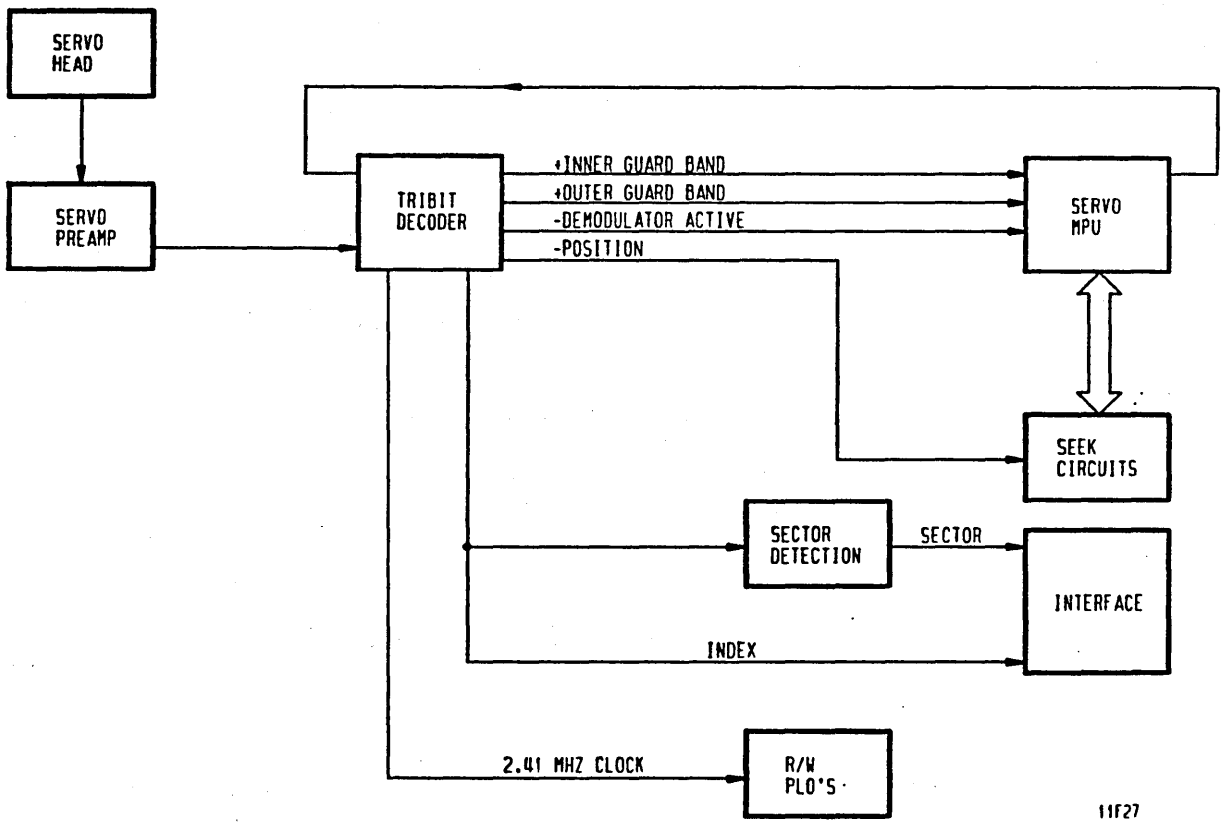 SERVO
HEAD
SERVO
PREAMP
TRIBIT
DECODER
+INNER GUARD BAND
+OUTER GUARD BAND
-DEMODULATOR ACTIVE
-POSITION
SERVO
MPU
SEEK
CIRCUITS
SECTOR
DETECTION
SECTOR
INTERFACE
INDEX
2.41 MHZ CLOCK
R/W
PLO'S
11F27